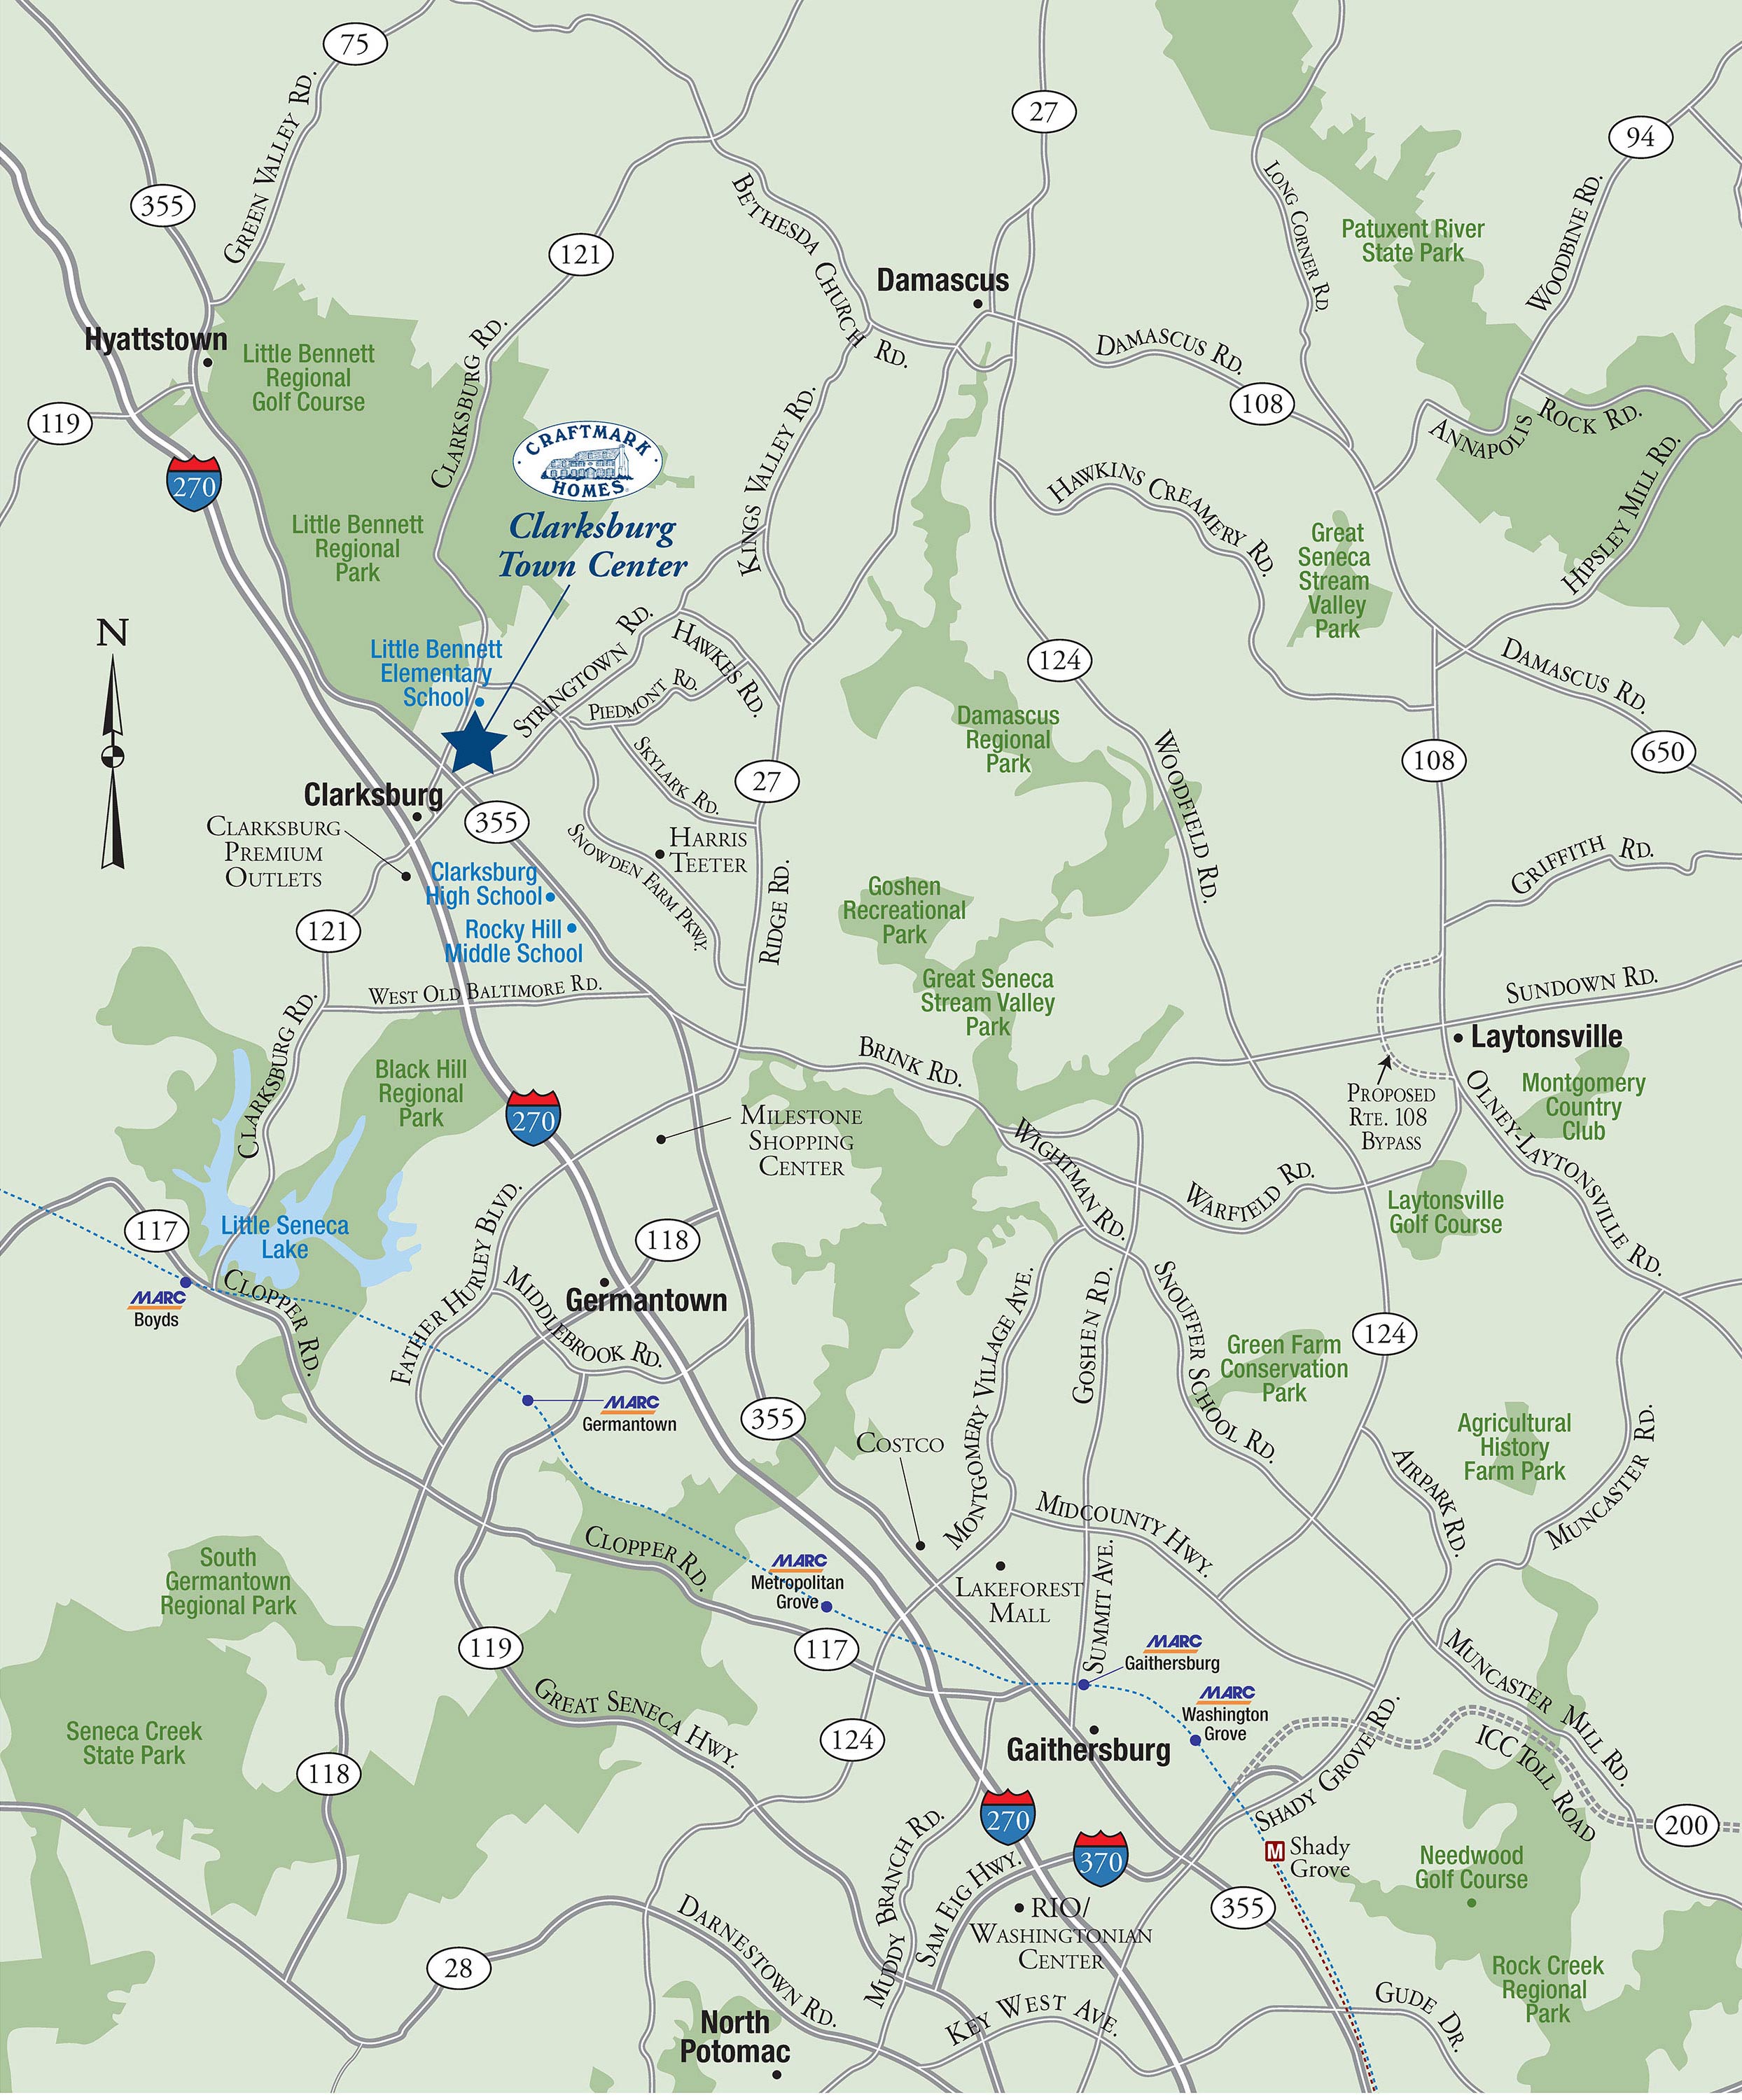 75
27
94
355
GREEN VALLEY RD.
121
BETHESDA CHURCH RD.
LONG CORNER RD.
Patuxent River
State Park
WOODBINE RD.
Damascus
Hyattstown
Little Bennett
Regional
Golf Course
CLARKSBURG RD.
DAMASCUS RD.
108
119
ANNAPOLIS ROCK RD.
HIPSLEY MILL RD.
270
CRAFTMARK
HOMES
Clarksburg
Town Center
KINGS VALLEY RD.
HAWKINS CREAMERY RD.
Little Bennett
Regional
Park
Great
Seneca
Stream
Valley
Park
N
Little Bennett
Elementary
School
STRINGTOWN RD.
HAWKES RD.
PIEDMONT RD.
124
DAMASCUS RD.
650
108
Damascus
Regional
Park
WOODFIELD RD.
SKYLARK RD.
27
Clarksburg
355
CLARKSBURG
PREMIUM
OUTLETS
HARRIS
TEETER
SNOWDEN FARM PKWY.
RIDGE RD.
GRIFFITH RD.
Clarksburg
High School
Rocky Hill
Middle School
Goshen
Recreational
Park
121
WEST OLD BALTIMORE RD.
Great Seneca
Stream Valley
Park
SUNDOWN RD.
CLARKSBURG RD.
Laytonsville
BRINK RD.
Black Hill
Regional
Park
270
MILESTONE
SHOPPING
CENTER
PROPOSED
RTE. 108
BYPASS
Montgomery
Country
Club
OLNEY-LAYTONSVILLE RD.
WIGHTMAN RD.
WARFIELD RD.
Laytonsville
Golf Course
117
Little Seneca
Lake
FATHER HURLEY BLVD.
118
MARC
Boyds
CLOPPER RD.
MIDDLEBROOK RD.
Germantown
MONTGOMERY VILLAGE AVE.
GOSHEN RD.
SNOUFFER SCHOOL RD.
Green Farm
Conservation
Park
124
MARC
Germantown
355
COSTCO
AIRPARK RD.
Agricultural
History
Farm Park
MUNCASTER RD.
MIDCOUNTY HWY.
South
Germantown
Regional Park
CLOPPER RD.
MARC
Metropolitan
Grove
LAKEFOREST
MALL
SUMMIT AVE.
119
117
MARC
Gaithersburg
MUNCASTER MILL RD.
GREAT SENECA HWY.
MARC
Washington
Grove
Seneca Creek
State Park
124
Gaithersburg
ICC TOLL ROAD
118
SHADY GROVE RD.
200
270
370
M
Shady
Grove
Needwood
Golf Course
MUDDY BRANCH RD.
SAM EIG HWY.
RIO/
WASHINGTONIAN
CENTER
355
DARNESTOWN RD.
28
Rock Creek
Regional
Park
North
Potomac
KEY WEST AVE.
GUDE DR.